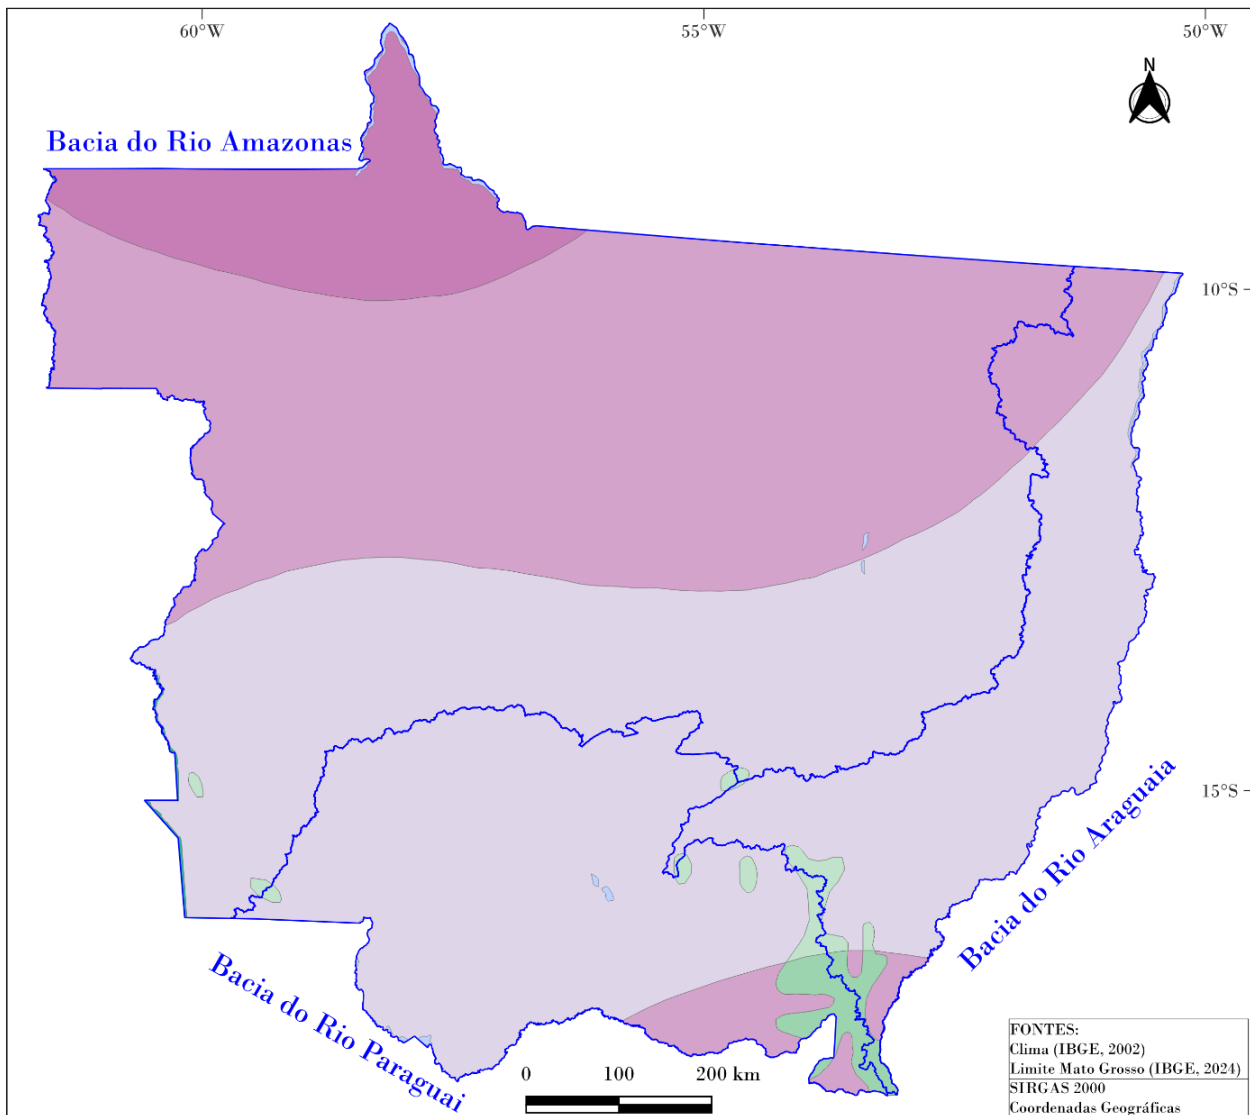 60°W
55°W
50°W
N
Bacia do Rio Amazonas
10°S
15°S
Bacia do Rio Araguaia
Bacia do Rio Paraguai
0 100 200 km
FONTES:
Clima (IBGE, 2002)
Limite Mato Grosso (IBGE, 2024)
SIRGAS 2000
Coordenadas Geográficas